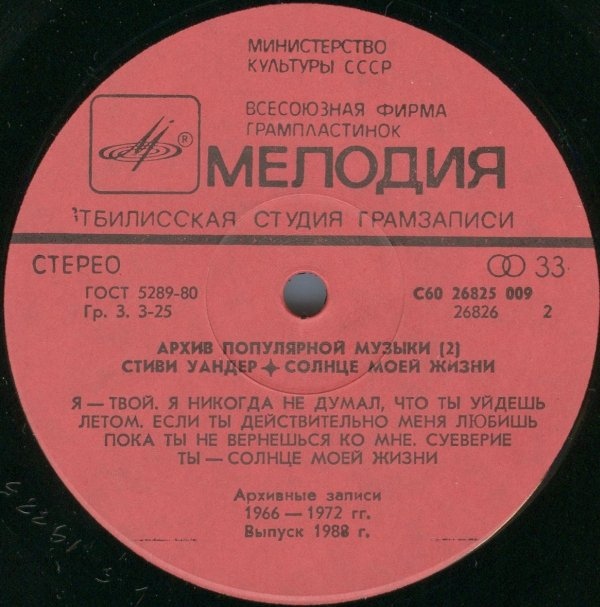 МИНИСТЕРСТВО
КУЛЬТУРЫ СССР
ВСЕСОЮЗНАЯ ФИРМА
ГРАМПЛАСТИНОК
®
МЕЛОДИЯ
ТБИЛИССКАЯ СТУДИЯ ГРАМЗАПИСИ
СТЕРЕО
33
ГОСТ 5289-80
С60 26825 009
Гр. 3. 3-25
26826 2
АРХИВ ПОПУЛЯРНОЙ МУЗЫКИ (2)
СТИВИ УАНДЕР ✦ СОЛНЦЕ МОЕЙ ЖИЗНИ
Я — ТВОЙ. Я НИКОГДА НЕ ДУМАЛ, ЧТО ТЫ УЙДЕШЬ
ЛЕТОМ. ЕСЛИ ТЫ ДЕЙСТВИТЕЛЬНО МЕНЯ ЛЮБИШЬ
ПОКА ТЫ НЕ ВЕРНЕШЬСЯ КО МНЕ. СУЕВЕРИЕ
ТЫ — СОЛНЦЕ МОЕЙ ЖИЗНИ
Архивные записи
1966 — 1972 гг.
Выпуск 1988 г.